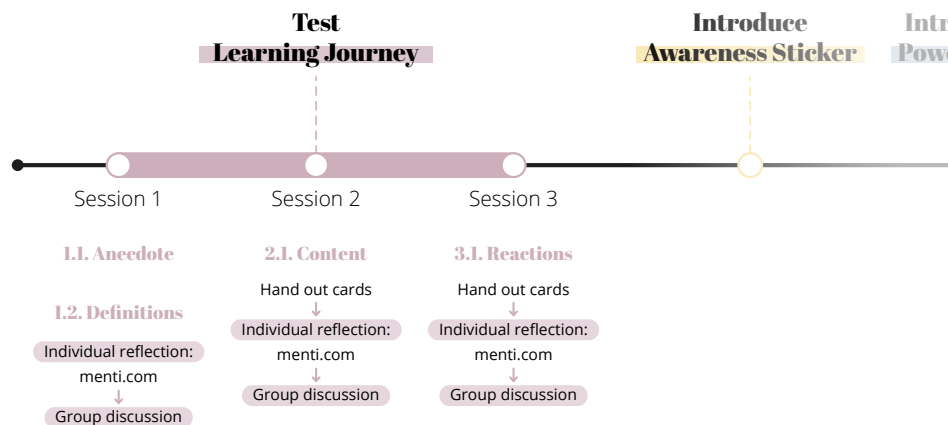 Test
Learning Journey
Introduce
Awareness Sticker
Session 1
Session 2
Session 3
1.1. Anecdote
1.2. Definitions
Individual reflection:
menti.com
↓
Group discussion
2.1. Content
Hand out cards
↓
Individual reflection:
menti.com
↓
Group discussion
3.1. Reactions
Hand out cards
↓
Individual reflection:
menti.com
↓
Group discussion